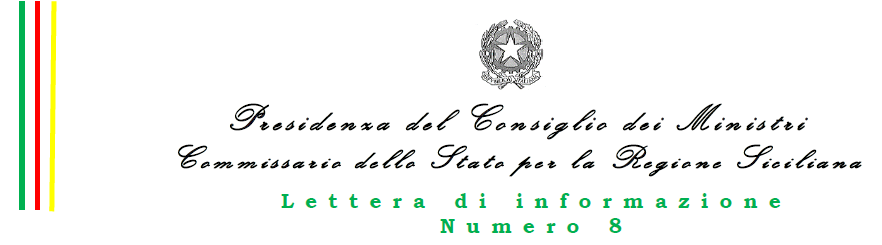 Presidenza del Consiglio dei Ministri
Commissario dello Stato per la Regione Siciliana
Lettera di informazione
Numero 8